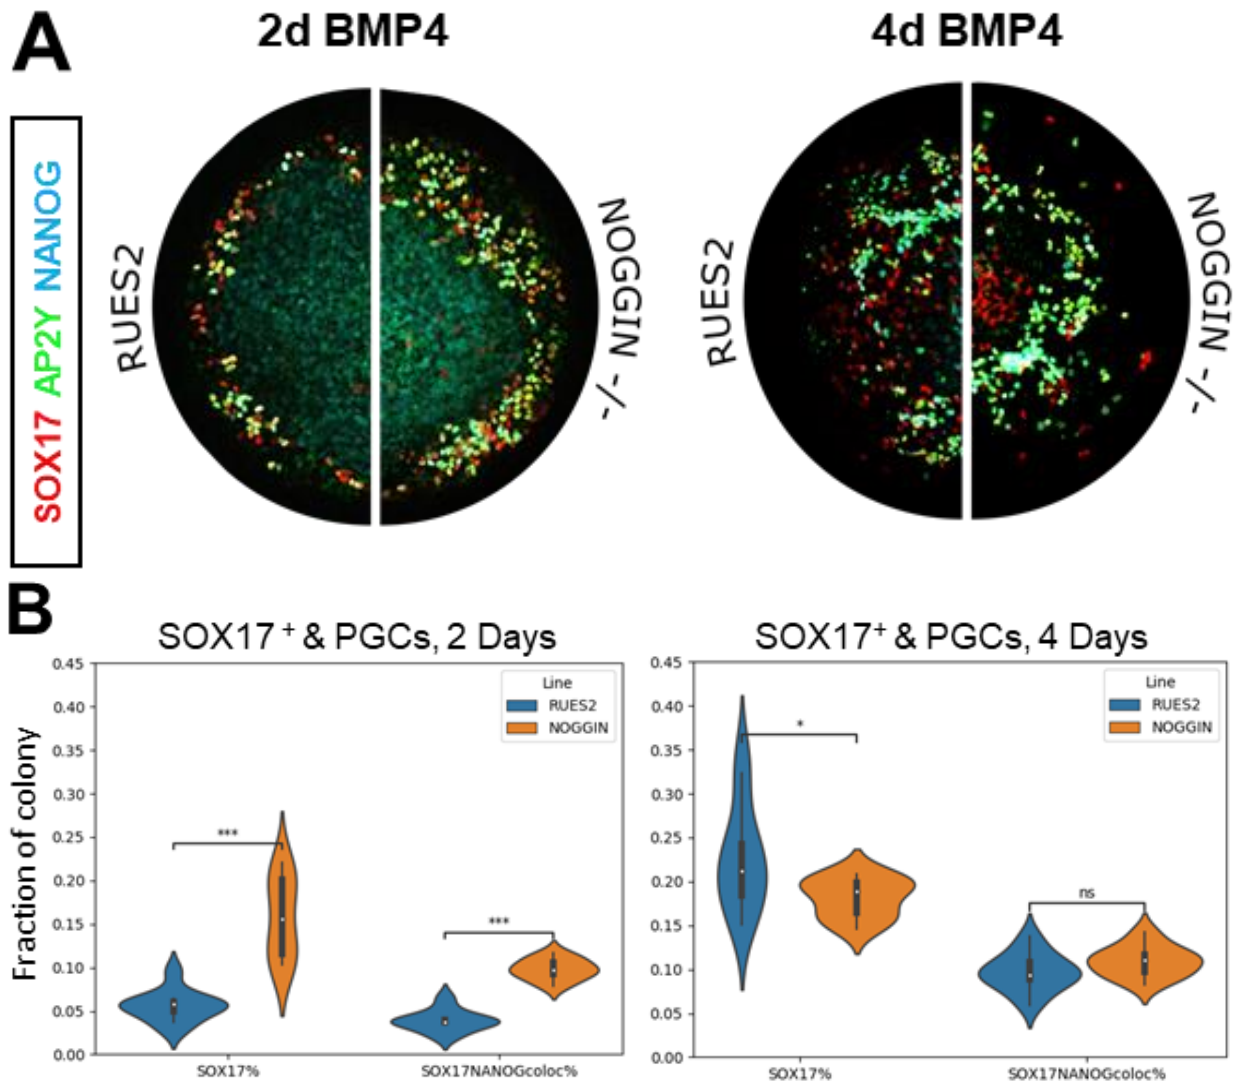 A
2d BMP4
4d BMP4
SOX17 AP2Y NANOG
RUES2
NOGGIN -/-
RUES2
NOGGIN -/-
B
SOX17 + & PGCs, 2 Days
SOX17+ & PGCs, 4 Days
Fraction of colony
0.45
0.40
0.35
0.30
0.25
0.20
0.15
0.10
0.05
0.00
Line
RUES2
NOGGIN
***
***
SOX17%
SOX17NANOGcoloc%
0.45
0.40
0.35
0.30
0.25
0.20
0.15
0.10
0.05
0.00
Line
RUES2
NOGGIN
*
ns
SOX17%
SOX17NANOGcoloc%